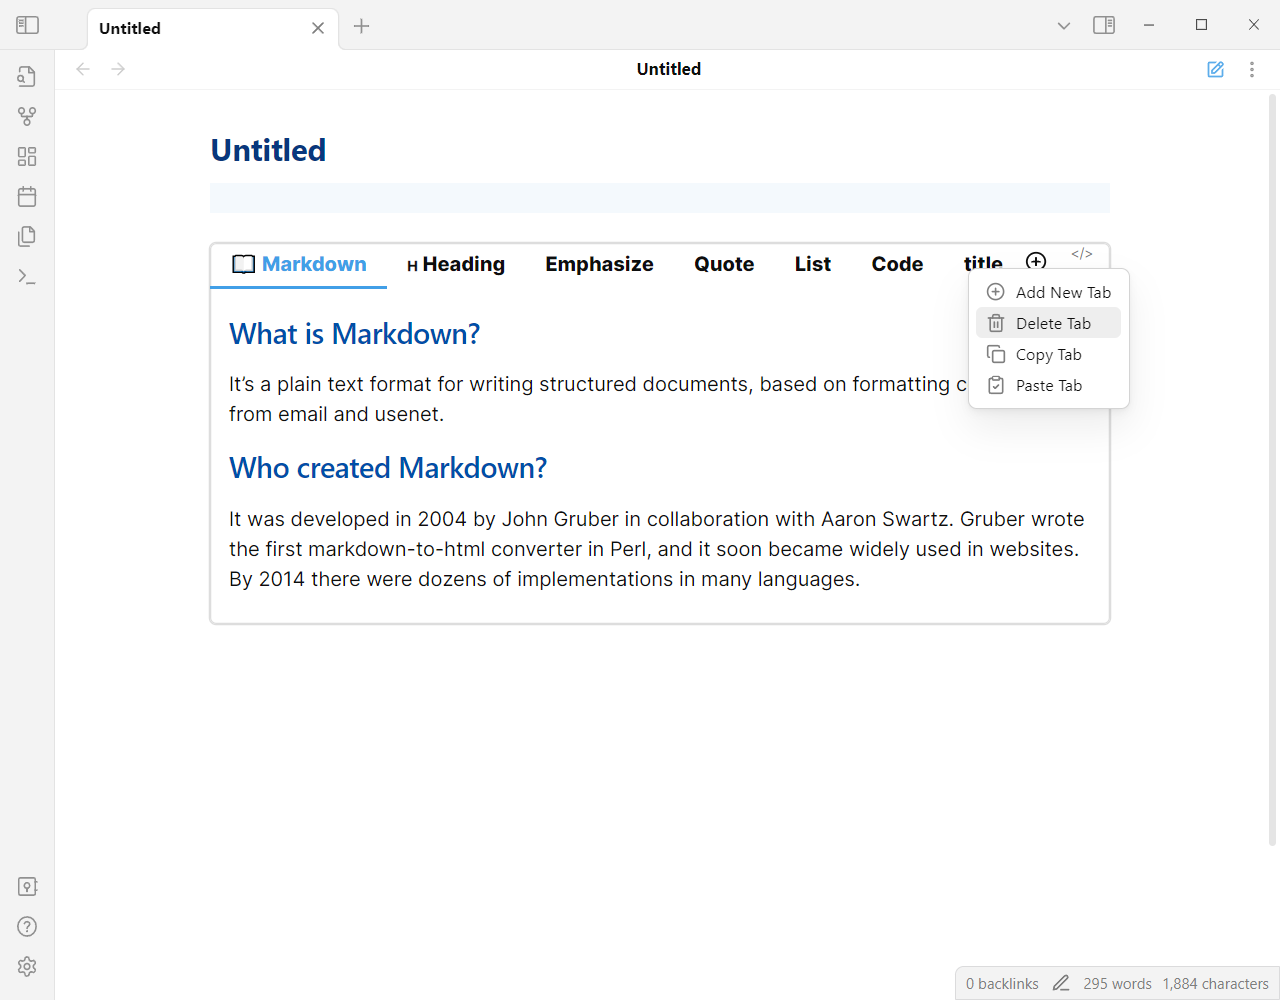 Untitled
Untitled
Untitled
Markdown H Heading Emphasize Quote List Code title </>
Add New Tab
Delete Tab
Copy Tab
Paste Tab
What is Markdown?
It’s a plain text format for writing structured documents, based on formatting
from email and usenet.
Who created Markdown?
It was developed in 2004 by John Gruber in collaboration with Aaron Swartz. Gruber wrote
the first markdown-to-html converter in Perl, and it soon became widely used in websites.
By 2014 there were dozens of implementations in many languages.
0 backlinks 295 words 1,884 characters